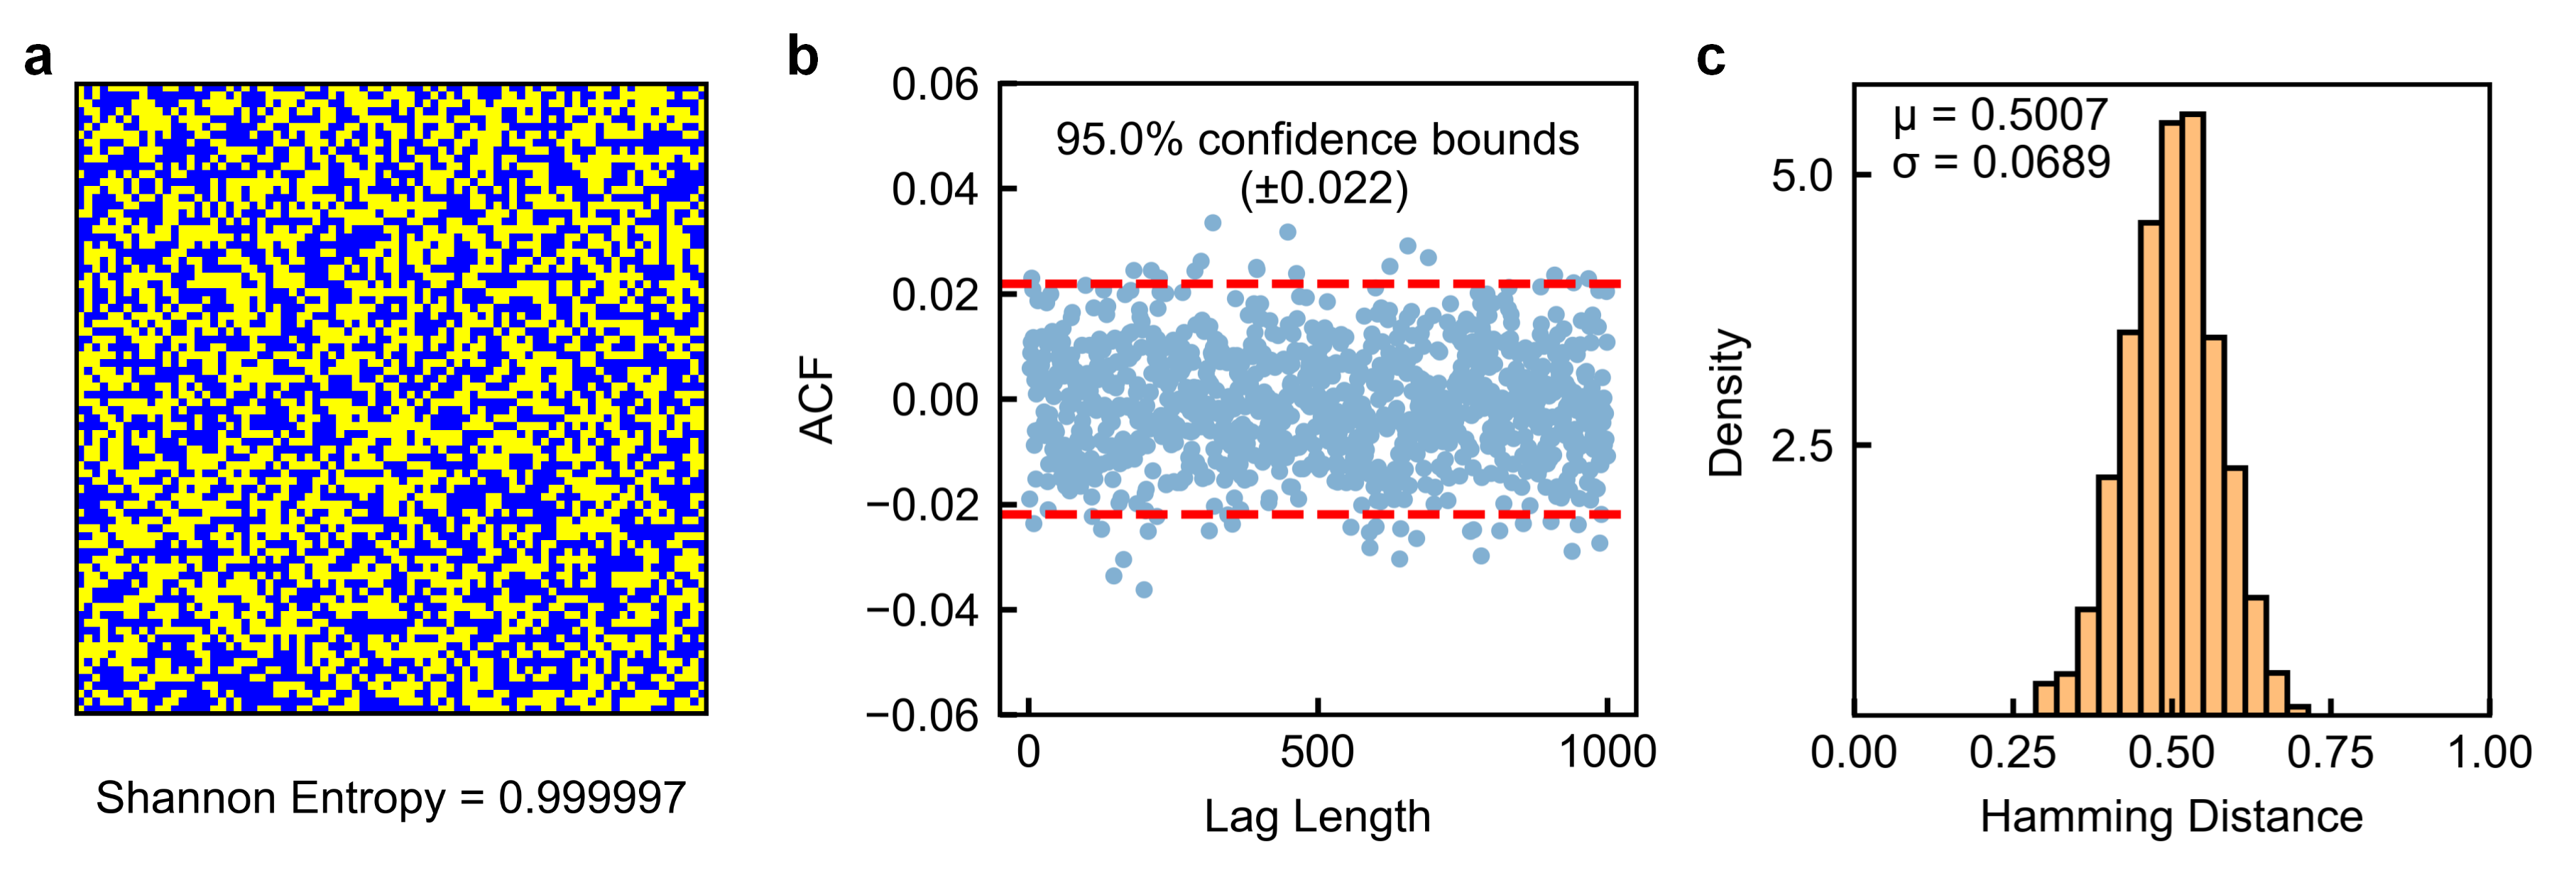 a
Shannon Entropy = 0.999997
b
0.06
0.04
0.02
0.00
−0.02
−0.04
−0.06
ACF
95.0% confidence bounds
(±0.022)
0 500 1000
Lag Length
c
5.0
2.5
Density
μ = 0.5007
σ = 0.0689
0.00 0.25 0.50 0.75 1.00
Hamming Distance